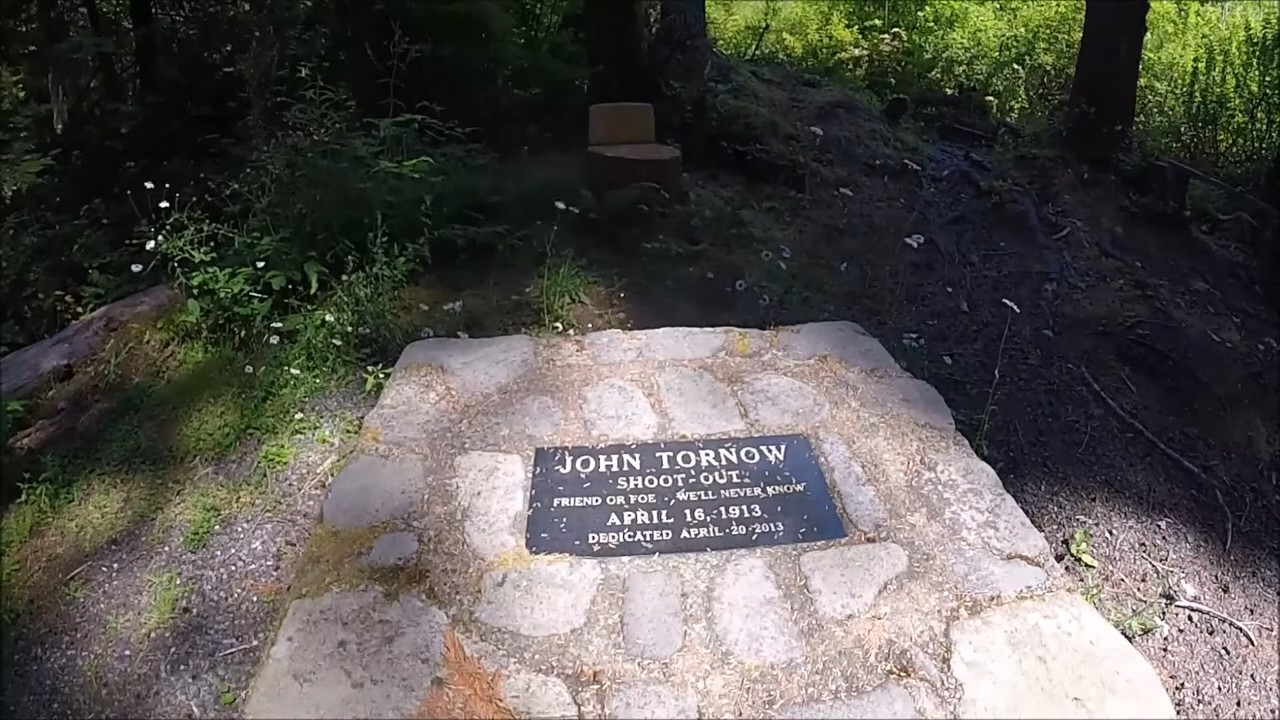 JOHN TORNOW
SHOOT-OUT
FRIEND OR FOE - WE'LL NEVER KNOW
APRIL 16, 1913
DEDICATED APRIL 20 2013